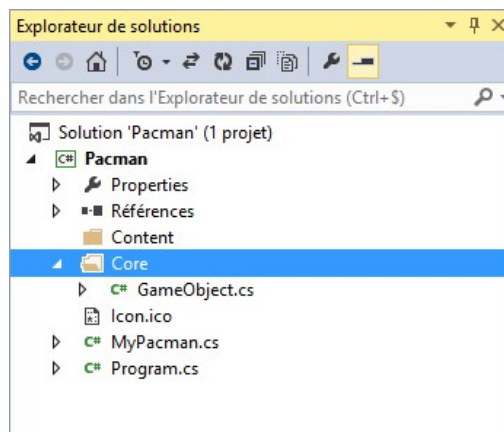 Explorateur de solutions
Rechercher dans l'Explorateur de solutions (Ctrl+$)
Solution 'Pacman' (1 projet)
C# Pacman
Properties
Références
Content
Core
C# GameObject.cs
Icon.ico
C# MyPacman.cs
C# Program.cs